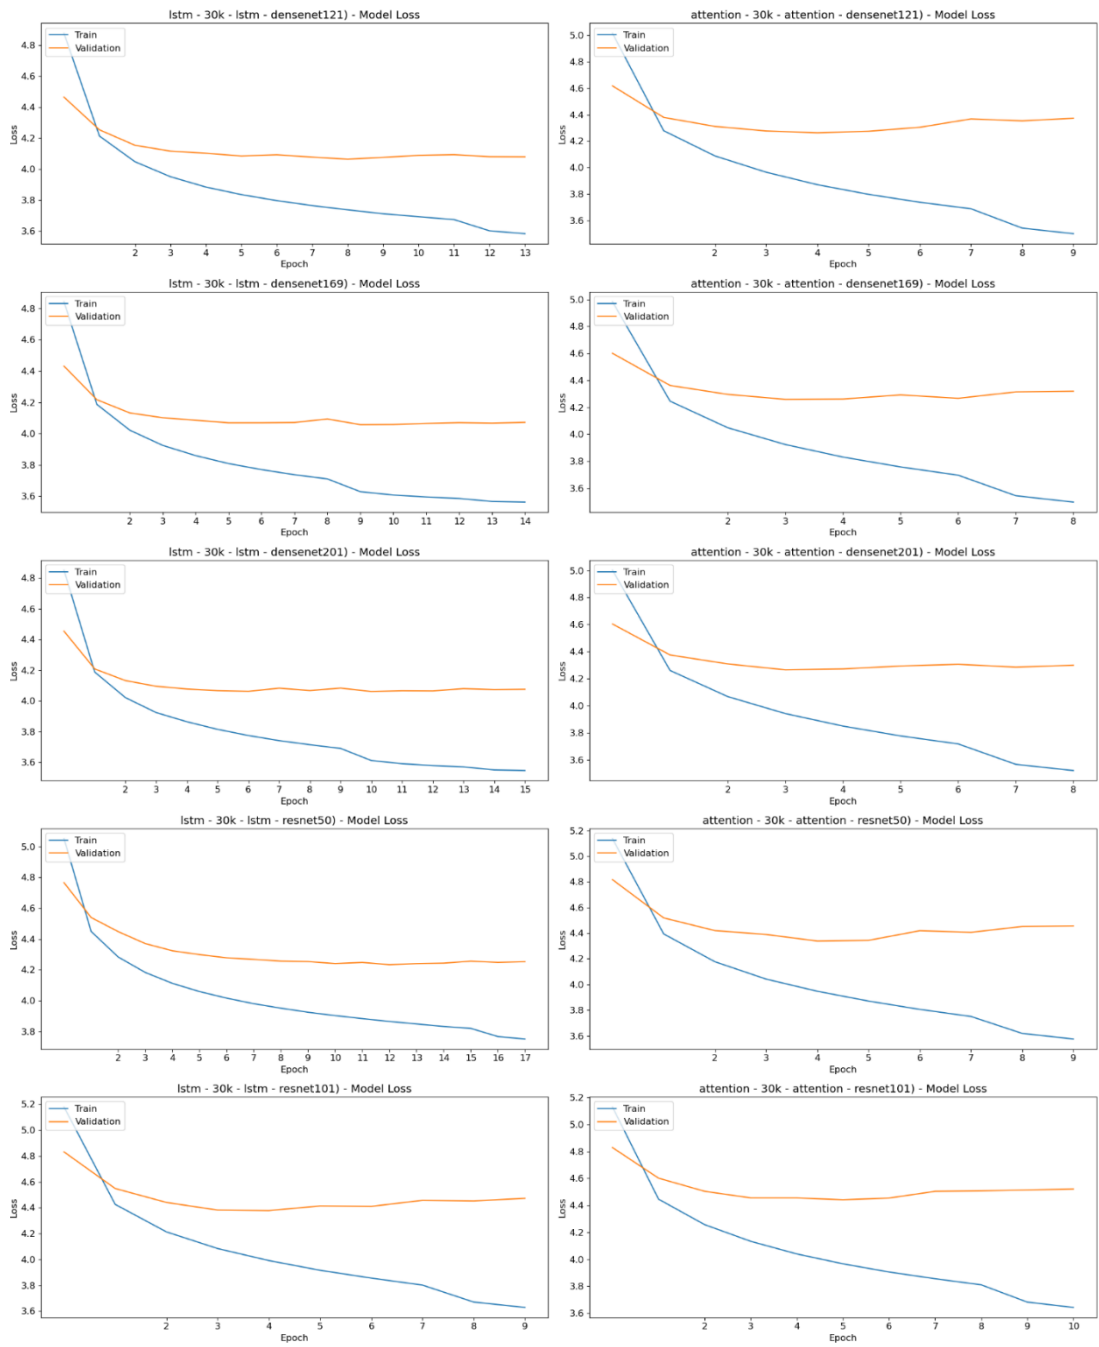 lstm - 30k - lstm - densenet121) - Model Loss
Train
Validation
Loss
4.8
4.6
4.4
4.2
4.0
3.8
3.6
2 3 4 5 6 7 8 9 10 11 12 13
Epoch
attention - 30k - attention - densenet121) - Model Loss
Train
Validation
Loss
5.0
4.8
4.6
4.4
4.2
4.0
3.8
3.6
2 3 4 5 6 7 8 9
Epoch
lstm - 30k - lstm - densenet169) - Model Loss
Train
Validation
Loss
4.8
4.6
4.4
4.2
4.0
3.8
3.6
2 3 4 5 6 7 8 9 10 11 12 13 14
Epoch
attention - 30k - attention - densenet169) - Model Loss
Train
Validation
Loss
5.0
4.8
4.6
4.4
4.2
4.0
3.8
3.6
2 3 4 5 6 7 8
Epoch
lstm - 30k - lstm - densenet201) - Model Loss
Train
Validation
Loss
4.8
4.6
4.4
4.2
4.0
3.8
3.6
2 3 4 5 6 7 8 9 10 11 12 13 14 15
Epoch
attention - 30k - attention - densenet201) - Model Loss
Train
Validation
Loss
5.0
4.8
4.6
4.4
4.2
4.0
3.8
3.6
2 3 4 5 6 7 8
Epoch
lstm - 30k - lstm - resnet50) - Model Loss
Train
Validation
Loss
5.0
4.8
4.6
4.4
4.2
4.0
3.8
2 3 4 5 6 7 8 9 10 11 12 13 14 15 16 17
Epoch
attention - 30k - attention - resnet50) - Model Loss
Train
Validation
Loss
5.2
5.0
4.8
4.6
4.4
4.2
4.0
3.8
3.6
2 3 4 5 6 7 8 9
Epoch
lstm - 30k - lstm - resnet101) - Model Loss
Train
Validation
Loss
5.2
5.0
4.8
4.6
4.4
4.2
4.0
3.8
3.6
2 3 4 5 6 7 8 9
Epoch
attention - 30k - attention - resnet101) - Model Loss
Train
Validation
Loss
5.2
5.0
4.8
4.6
4.4
4.2
4.0
3.8
3.6
2 3 4 5 6 7 8 9 10
Epoch